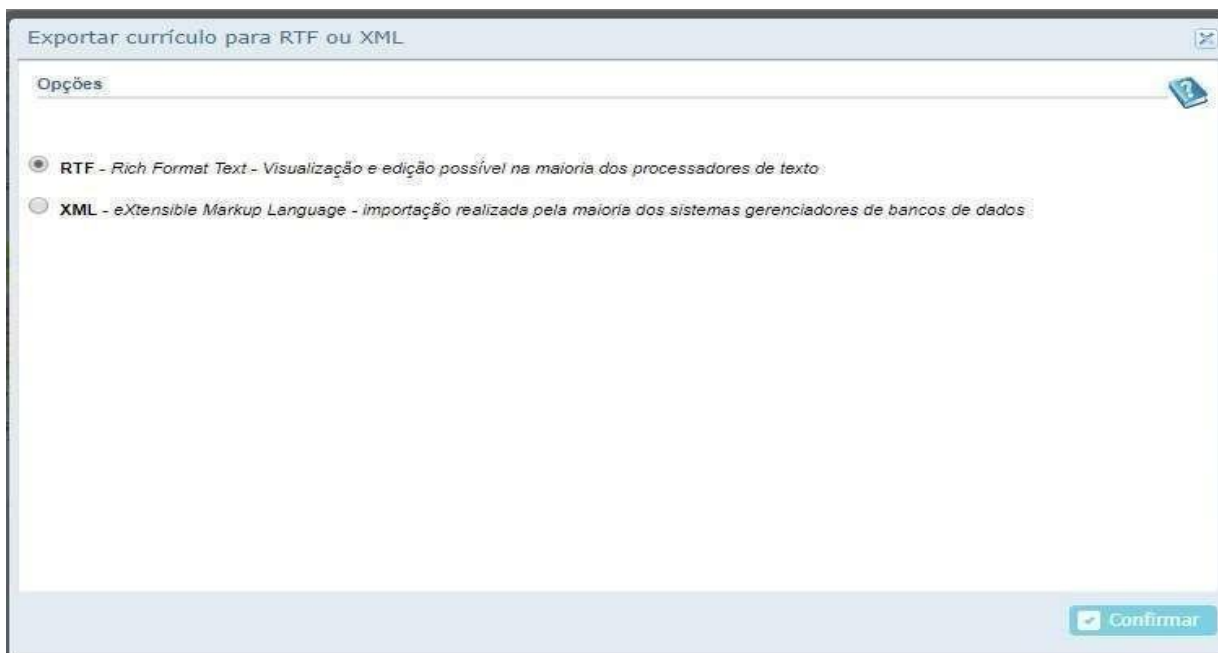 Exportar currículo para RTF ou XML
Opções
RTF - Rich Format Text - Visualização e edição possível na maioria dos processadores de texto
XML - eXtensible Markup Language - importação realizada pela maioria dos sistemas gerenciadores de bancos de dados
Confirmar